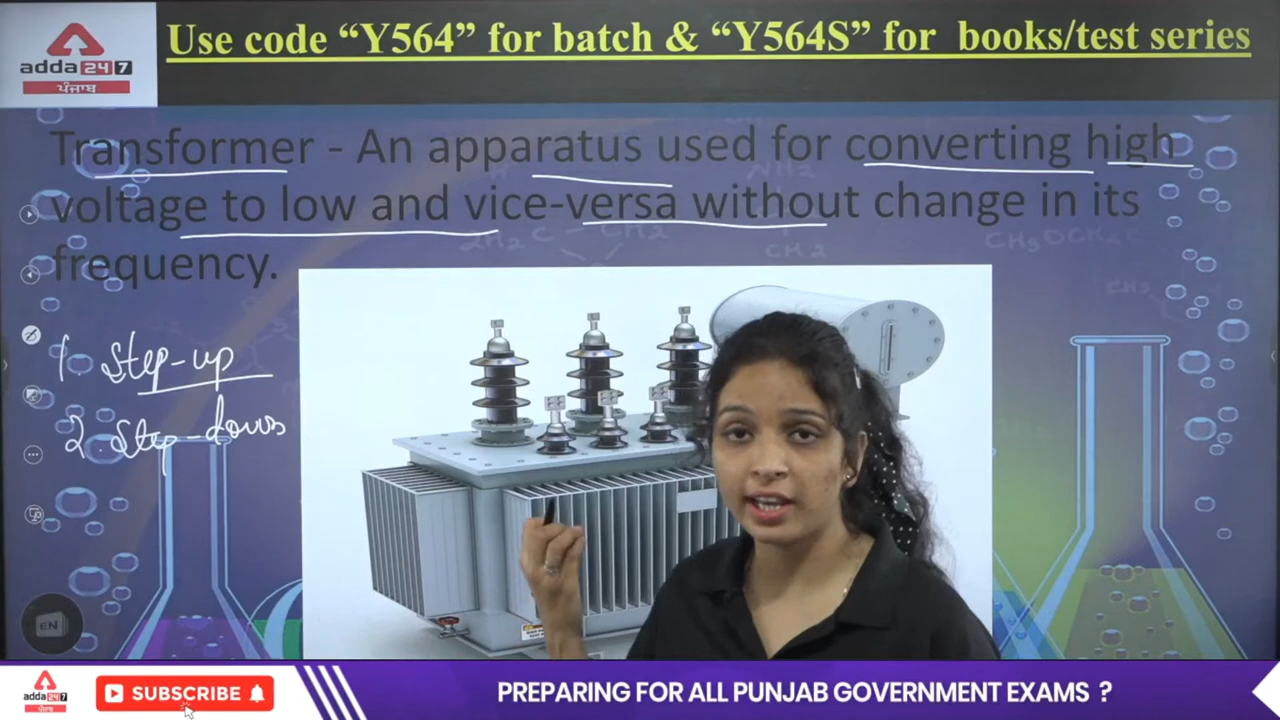 Use code “Y564” for batch & “Y564S” for books/test series
adda247
ਪੰਜਾਬ
Transformer - An apparatus used for converting high
voltage to low and vice-versa without change in its
frequency.
1. Step-up
2. Step-down
EN
adda247
ਪੰਜਾਬ
SUBSCRIBE
PREPARING FOR ALL PUNJAB GOVERNMENT EXAMS ?